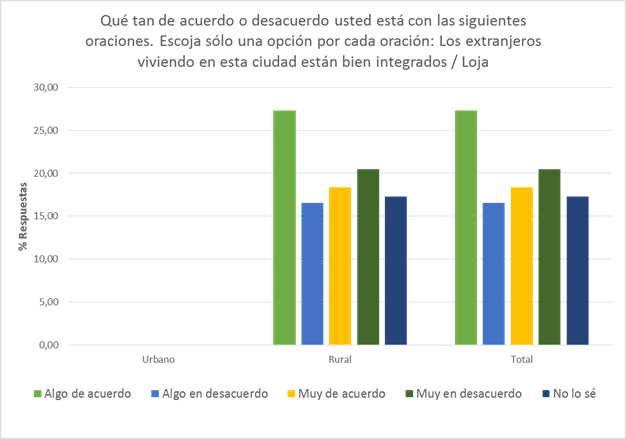 Qué tan de acuerdo o desacuerdo usted está con las siguientes
oraciones. Escoja sólo una opción por cada oración: Los extranjeros
viviendo en esta ciudad están bien integrados / Loja
30,00
25,00
20,00
15,00
10,00
5,00
0,00
% Respuestas
Urbano Rural Total
Algo de acuerdo Algo en desacuerdo Muy de acuerdo Muy en desacuerdo No lo sé